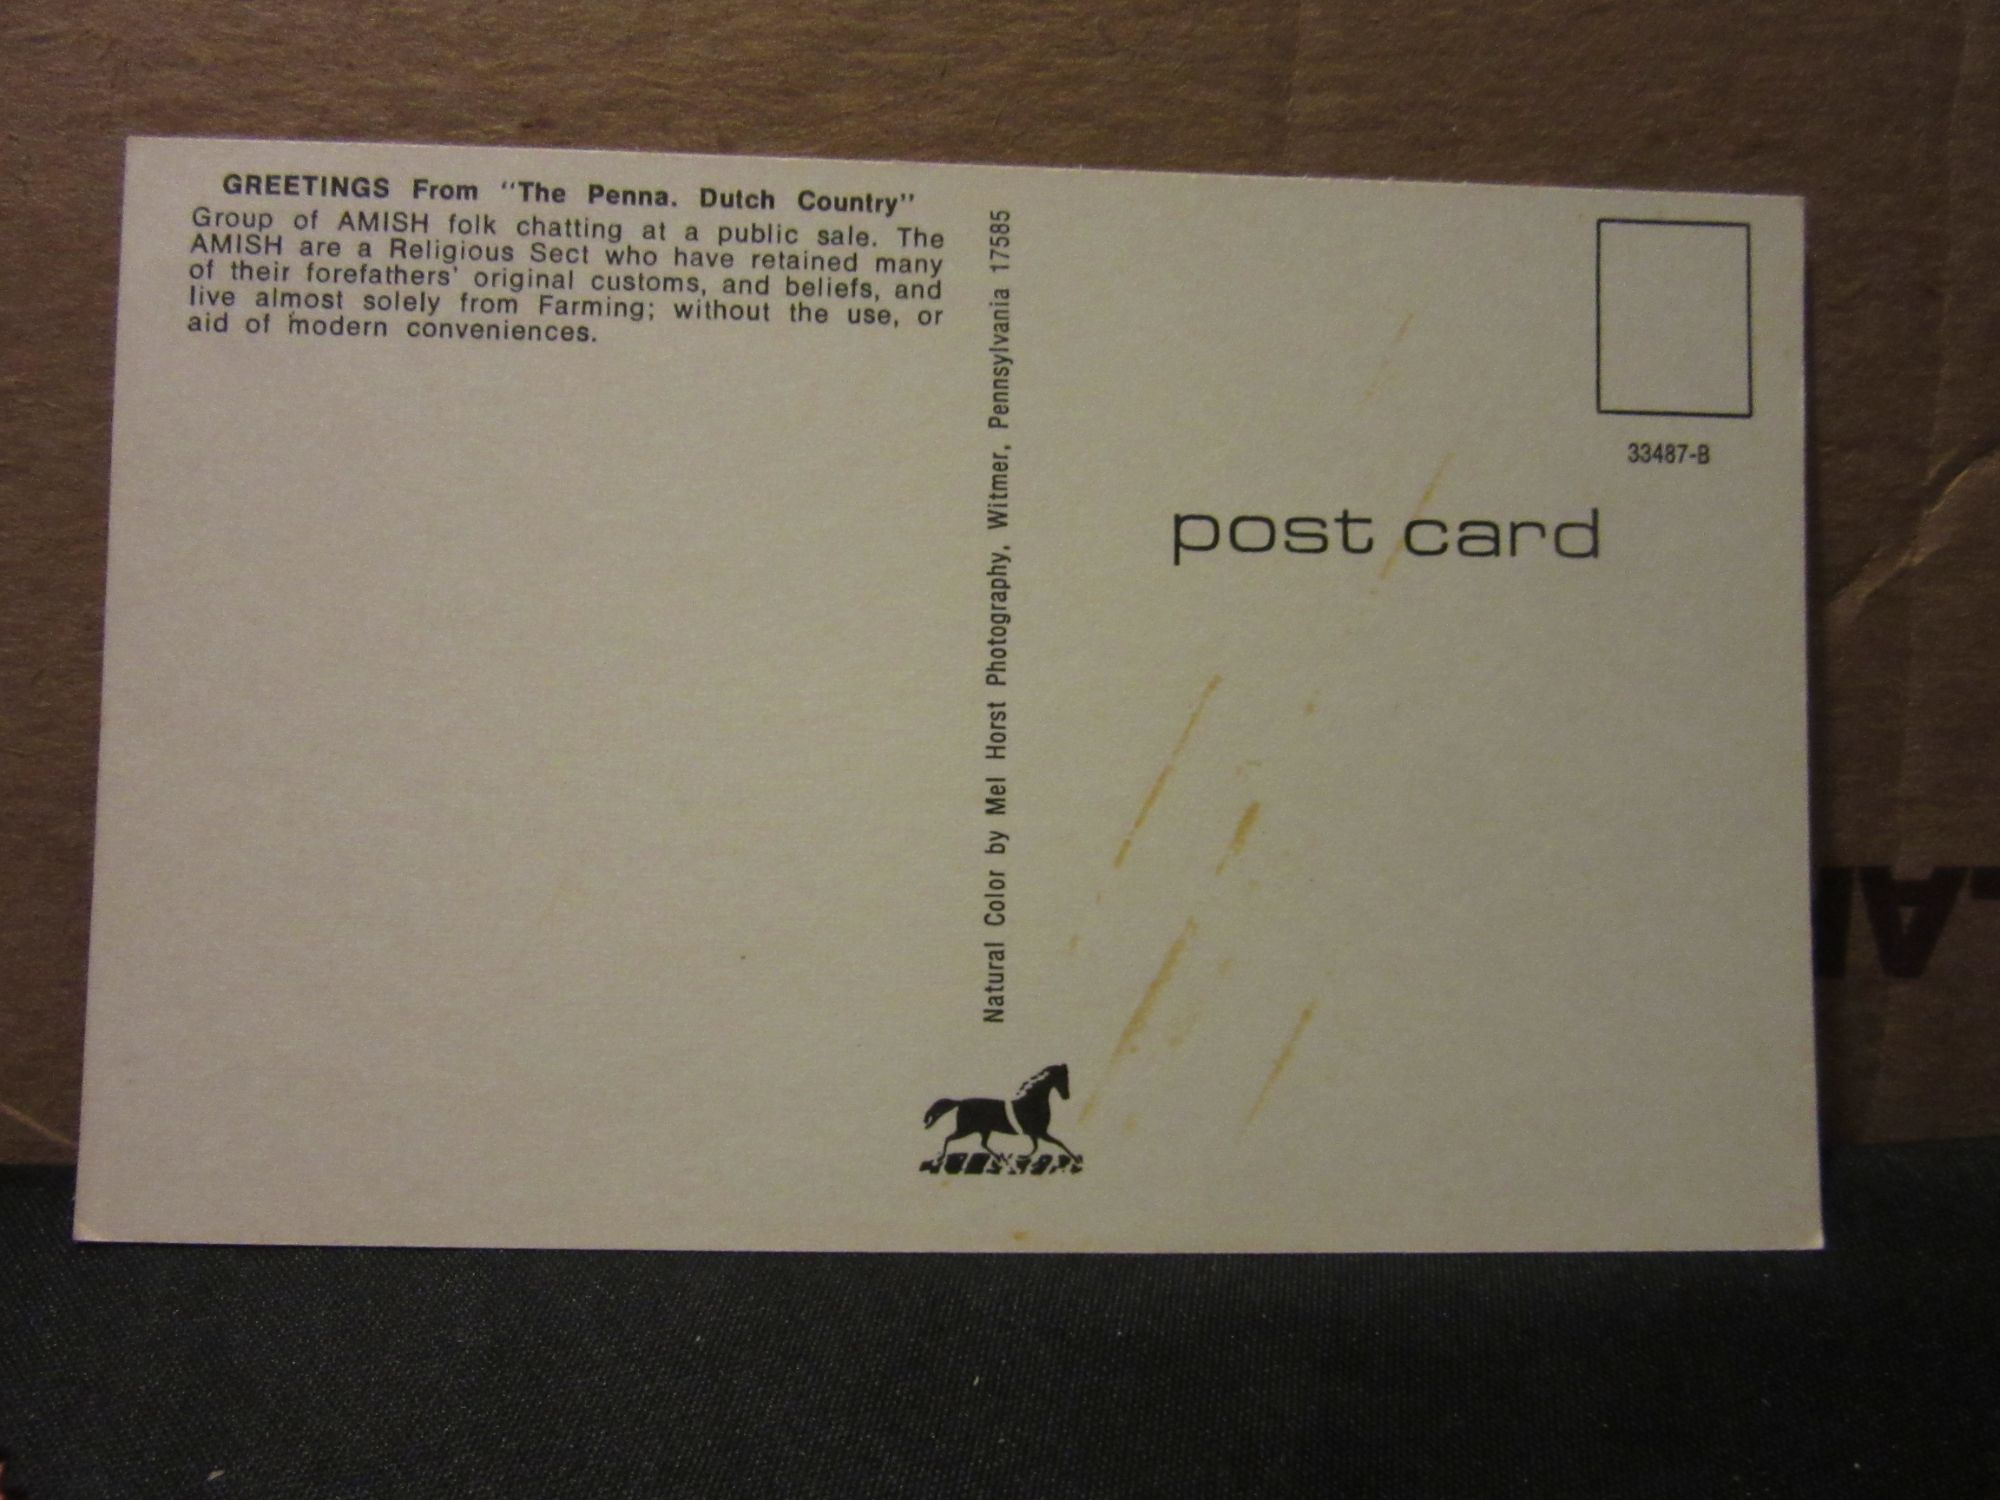 GREETINGS From "The Penna. Dutch Country"
Group of AMISH folk chatting at a public sale. The
AMISH are a Religious Sect who have retained many
of their forefathers' original customs, and beliefs, and
live almost solely from Farming; without the use, or
aid of modern conveniences.
Natural Color by Mel Horst Photography, Witmer, Pennsylvania 17585
33487-B
post card